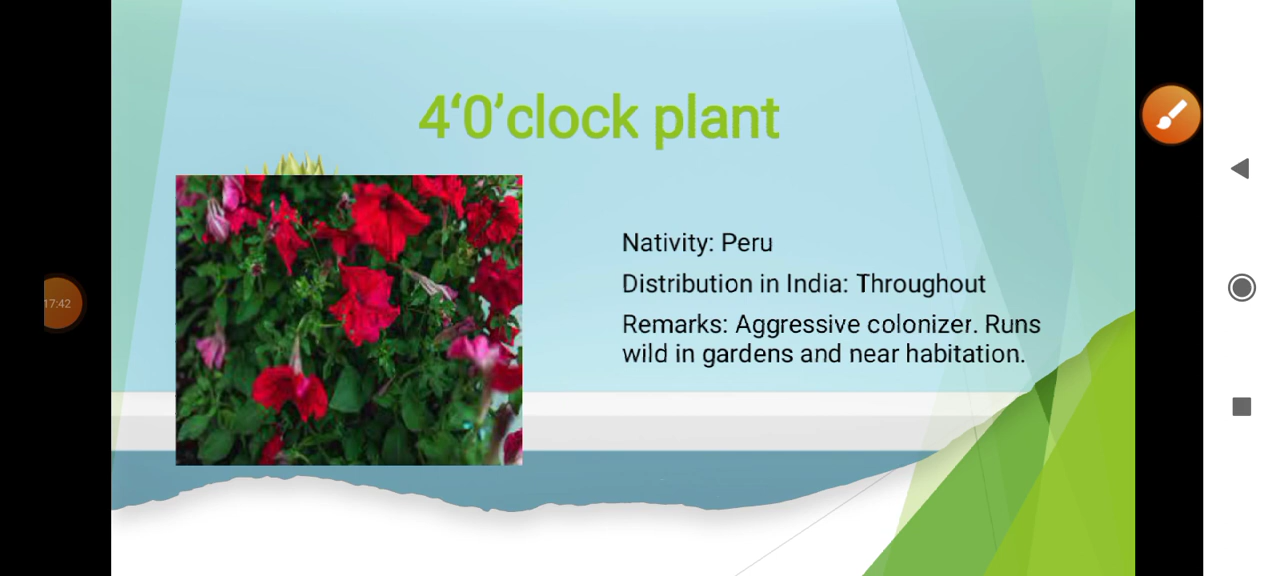 4‘0’clock plant
Nativity: Peru
Distribution in India: Throughout
Remarks: Aggressive colonizer. Runs
wild in gardens and near habitation.
17:42